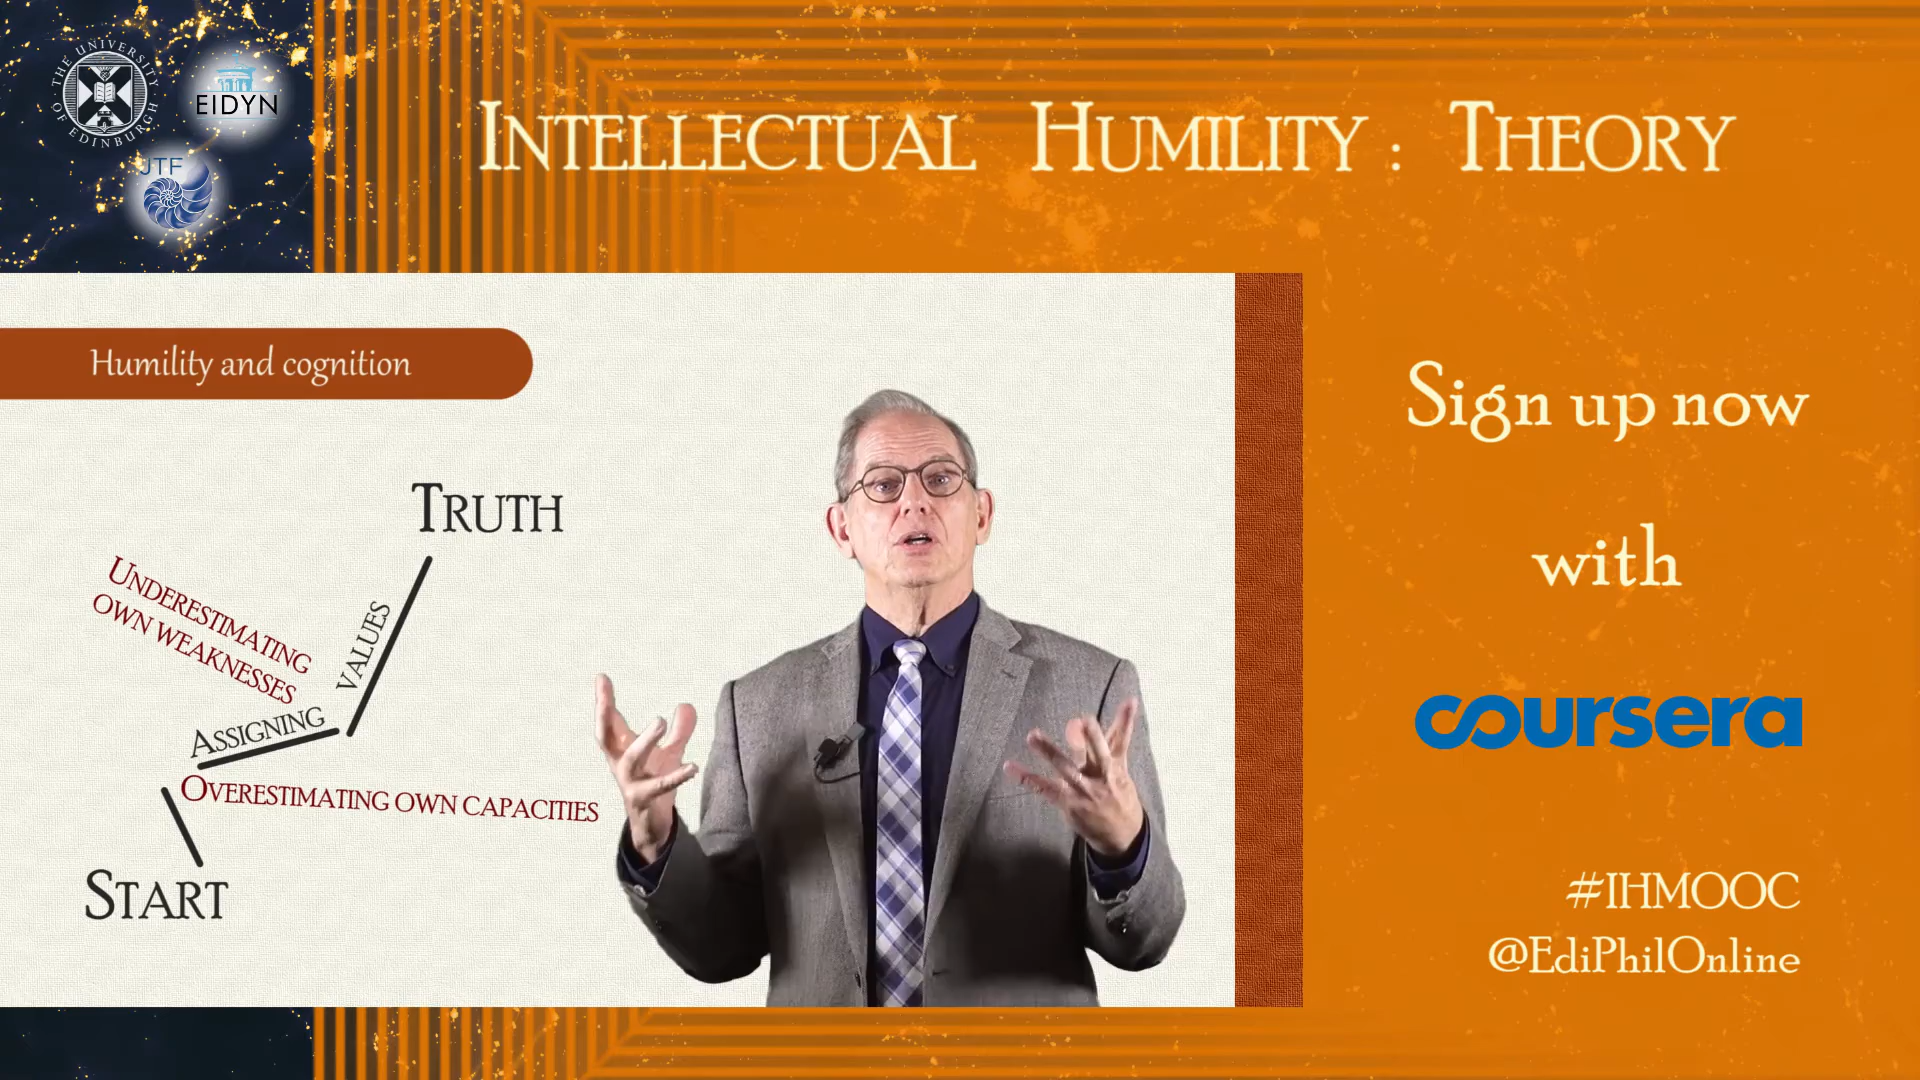 THE UNIVERSITY OF EDINBURGH
EIDYN
JTF
INTELLECTUAL HUMILITY : THEORY
Humility and cognition
TRUTH
UNDERESTIMATING
OWN WEAKNESSES
VALUES
ASSIGNING
OVERESTIMATING OWN CAPACITIES
START
Sign up now
with
coursera
#IHMOOC
@EdiPhilOnline